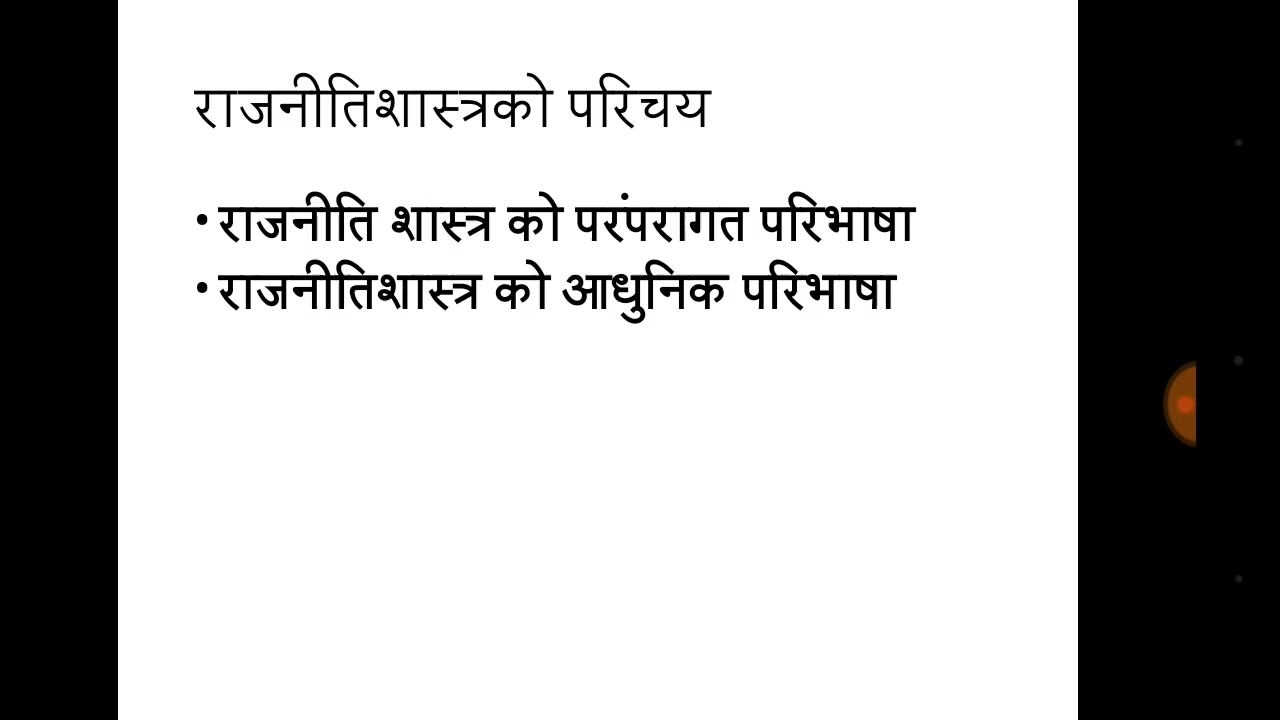 राजनीतिशास्त्रको परिचय
• राजनीति शास्त्र को परंपरागत परिभाषा
• राजनीतिशास्त्र को आधुनिक परिभाषा